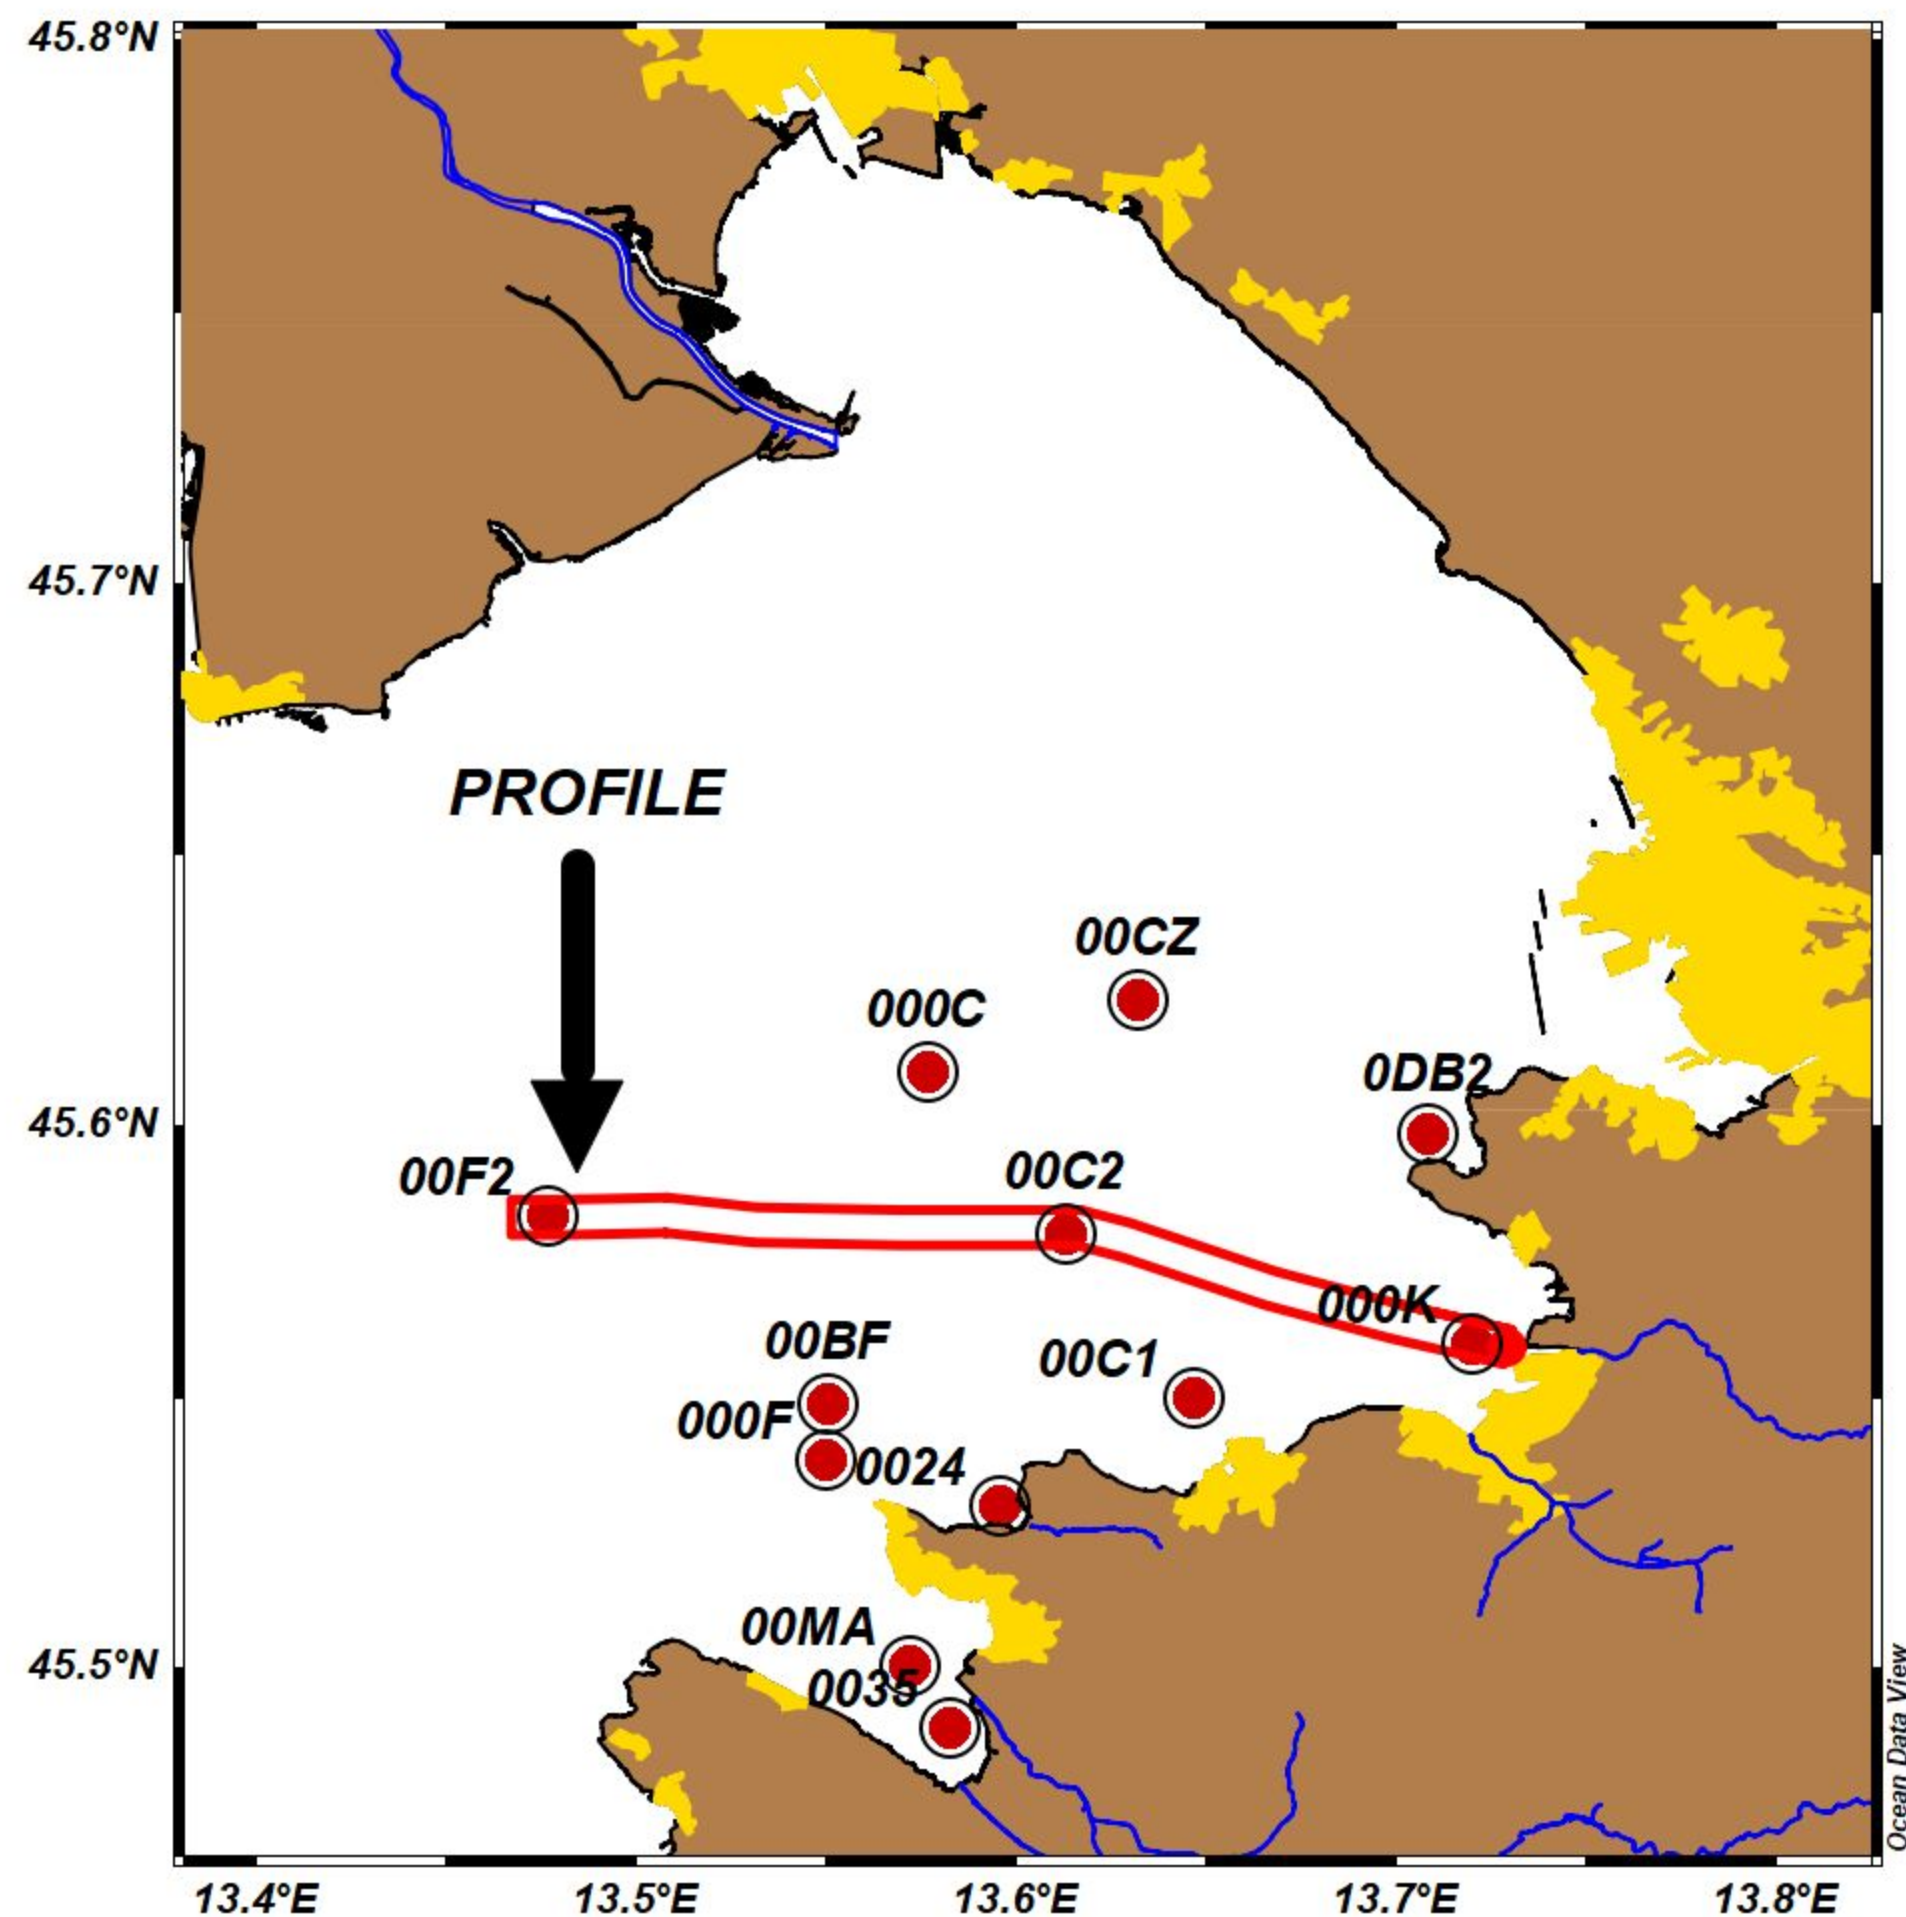 45.8°N
45.7°N
PROFILE
00CZ
000C
0DB2
45.6°N
00F2
00C2
000K
00BF
00C1
000F
0024
00MA
45.5°N
0035
Ocean Data View
13.4°E
13.5°E
13.6°E
13.7°E
13.8°E